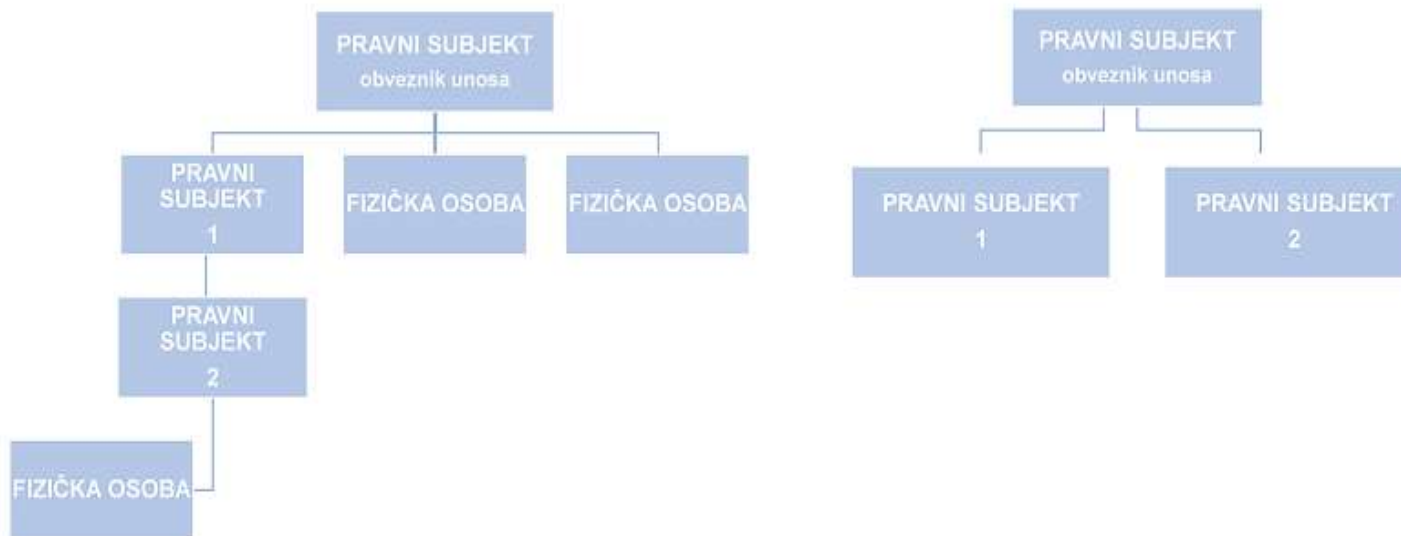 PRAVNI SUBJEKT
obveznik unosa
PRAVNI
SUBJEKT
1
FIZIČKA OSOBA
FIZIČKA OSOBA
PRAVNI
SUBJEKT
2
FIZIČKA OSOBA
PRAVNI SUBJEKT
obveznik unosa
PRAVNI SUBJEKT
1
PRAVNI SUBJEKT
2